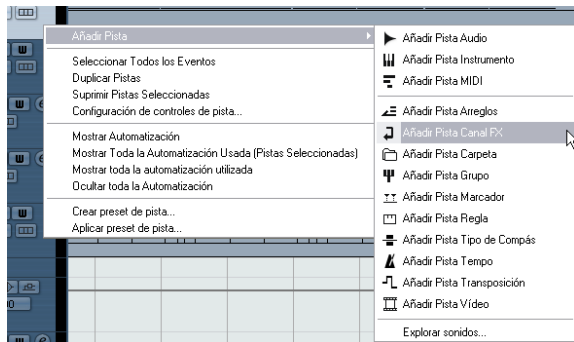 Añadir Pista
Seleccionar Todos los Eventos
Duplicar Pistas
Suprimir Pistas Seleccionadas
Configuración de controles de pista...
Mostrar Automatización
Mostrar Toda la Automatización Usada (Pistas Seleccionadas)
Mostrar toda la automatización utilizada
Ocultar toda la Automatización
Crear preset de pista...
Aplicar preset de pista...
Añadir Pista Audio
Añadir Pista Instrumento
Añadir Pista MIDI
Añadir Pista Arreglos
Añadir Pista Canal FX
Añadir Pista Carpeta
Añadir Pista Grupo
Añadir Pista Marcador
Añadir Pista Regla
Añadir Pista Tipo de Compás
Añadir Pista Tempo
Añadir Pista Transposición
Añadir Pista Vídeo
Explorar sonidos...